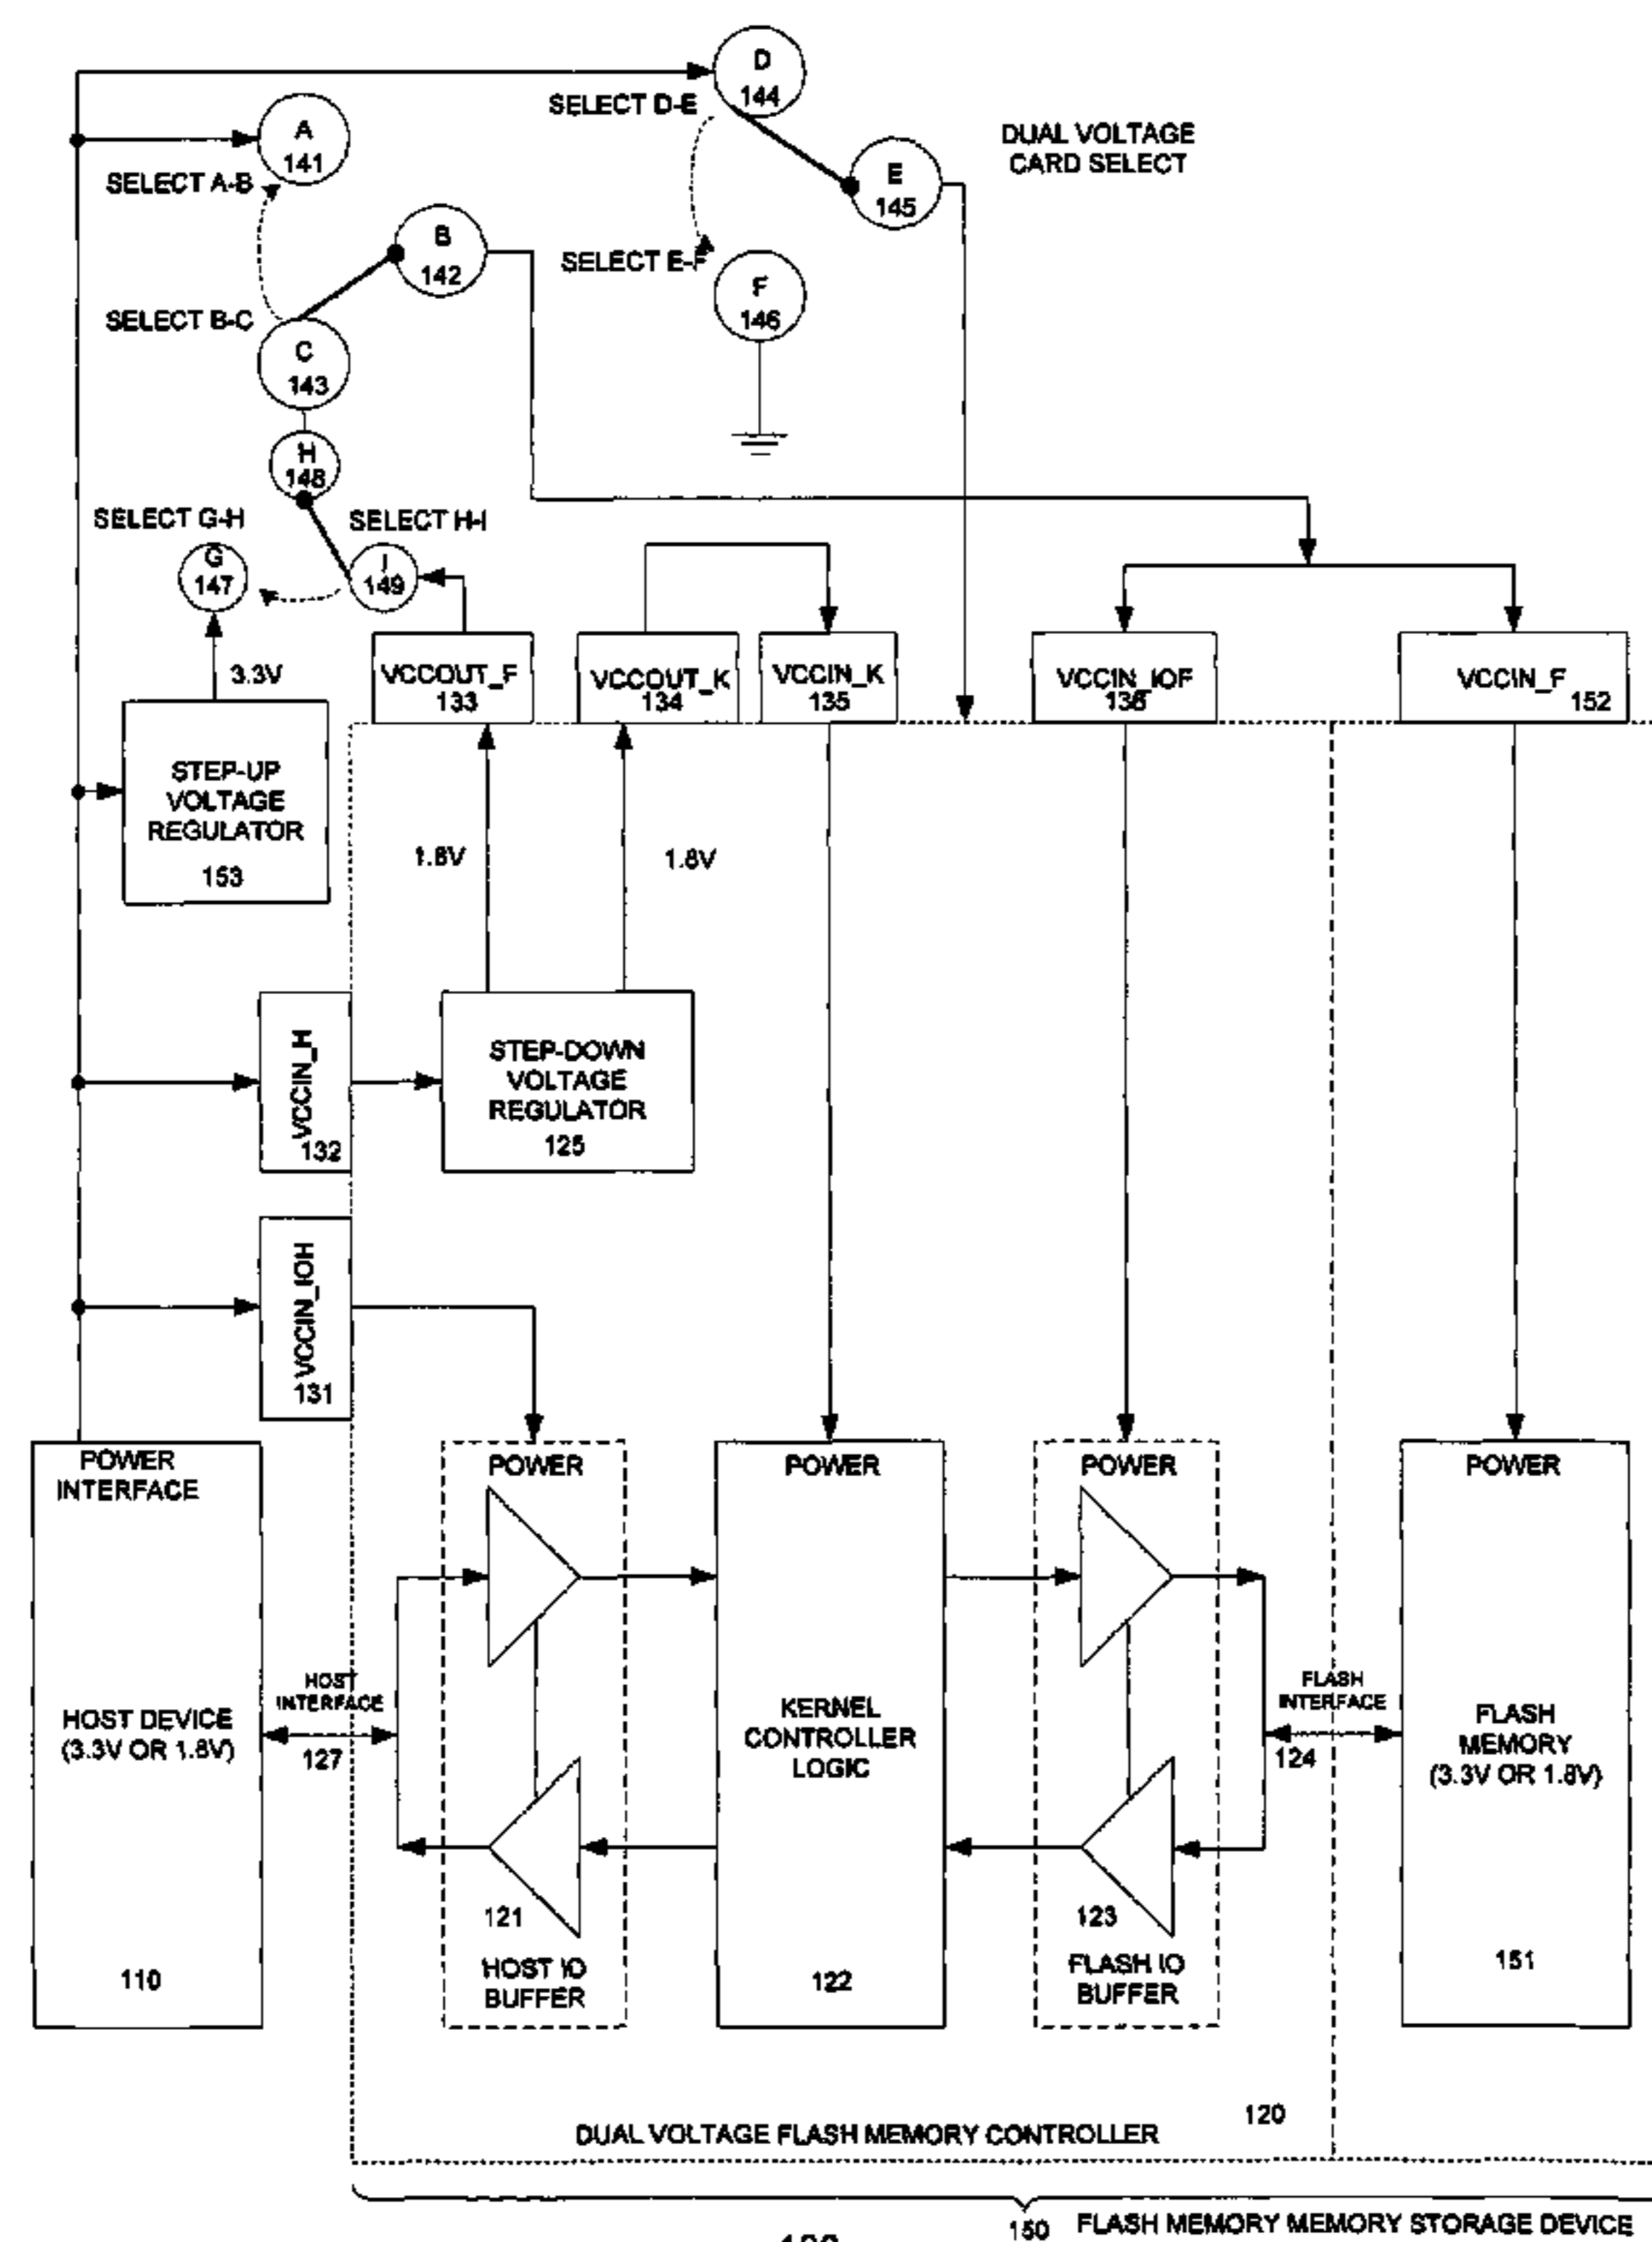 D
144
SELECT D-E
A
141
DUAL VOLTAGE
CARD SELECT
SELECT A-B
E
145
B
142
SELECT E-F
F
146
SELECT B-C
C
143
H
148
SELECT G-H
SELECT H-I
G
147
I
149
3.3V
VCCOUT_F
133
VCCOUT_K
134
VCCIN_K
135
VCCIN_IOF
136
VCCIN_F
152
STEP-UP
VOLTAGE
REGULATOR
153
1.8V
1.8V
VCCIN_H
132
STEP-DOWN
VOLTAGE
REGULATOR
125
VCCIN_IOH
131
POWER
INTERFACE
POWER
POWER
POWER
POWER
HOST DEVICE
(3.3V OR 1.8V)
HOST
INTERFACE
127
KERNEL
CONTROLLER
LOGIC
FLASH
INTERFACE
124
FLASH
MEMORY
(3.3V OR 1.8V)
110
121
HOST IO
BUFFER
122
123
FLASH IO
BUFFER
151
DUAL VOLTAGE FLASH MEMORY CONTROLLER
120
150 FLASH MEMORY MEMORY STORAGE DEVICE